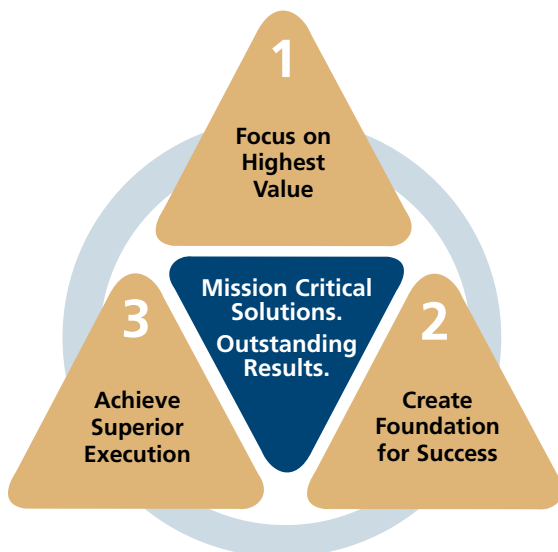 1
Focus on
Highest
Value
Mission Critical
Solutions.
Outstanding
Results.
2
Create
Foundation
for Success
3
Achieve
Superior
Execution